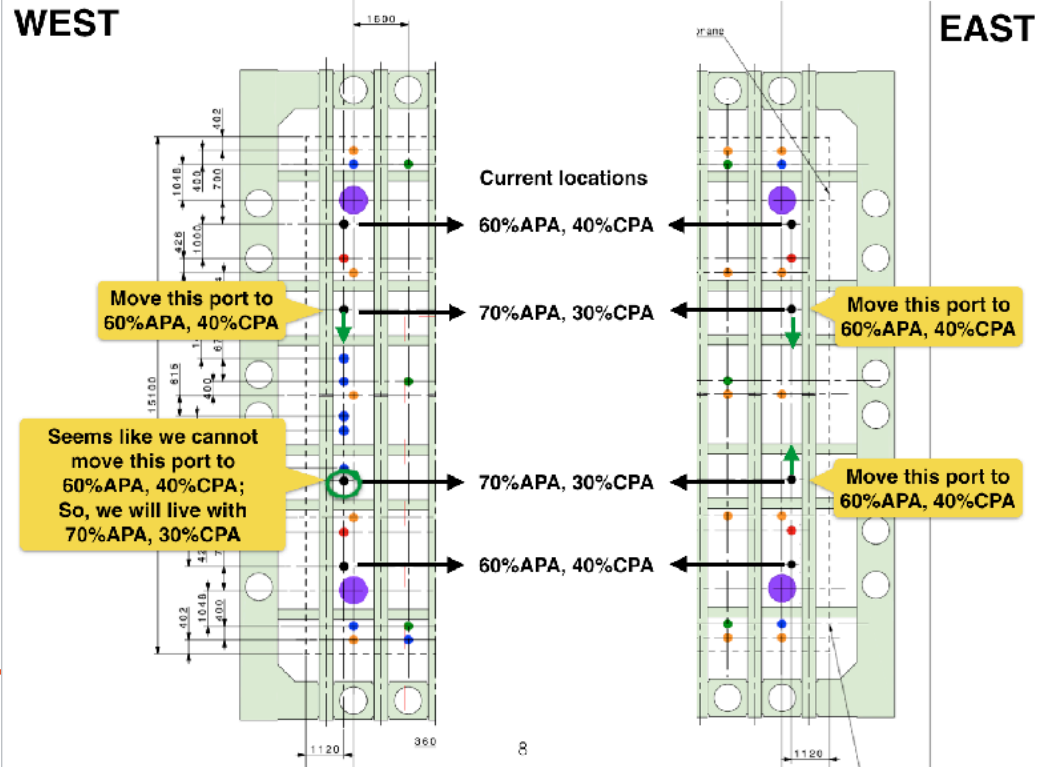 WEST
EAST
1600
402
1048
400
700
Current locations
60%APA, 40%CPA
426
1000
Move this port to
60%APA, 40%CPA
70%APA, 30%CPA
Move this port to
60%APA, 40%CPA
615
400
15100
Seems like we cannot
move this port to
60%APA, 40%CPA;
So, we will live with
70%APA, 30%CPA
70%APA, 30%CPA
Move this port to
60%APA, 40%CPA
60%APA, 40%CPA
402
1048
400
1120
360
8
1120